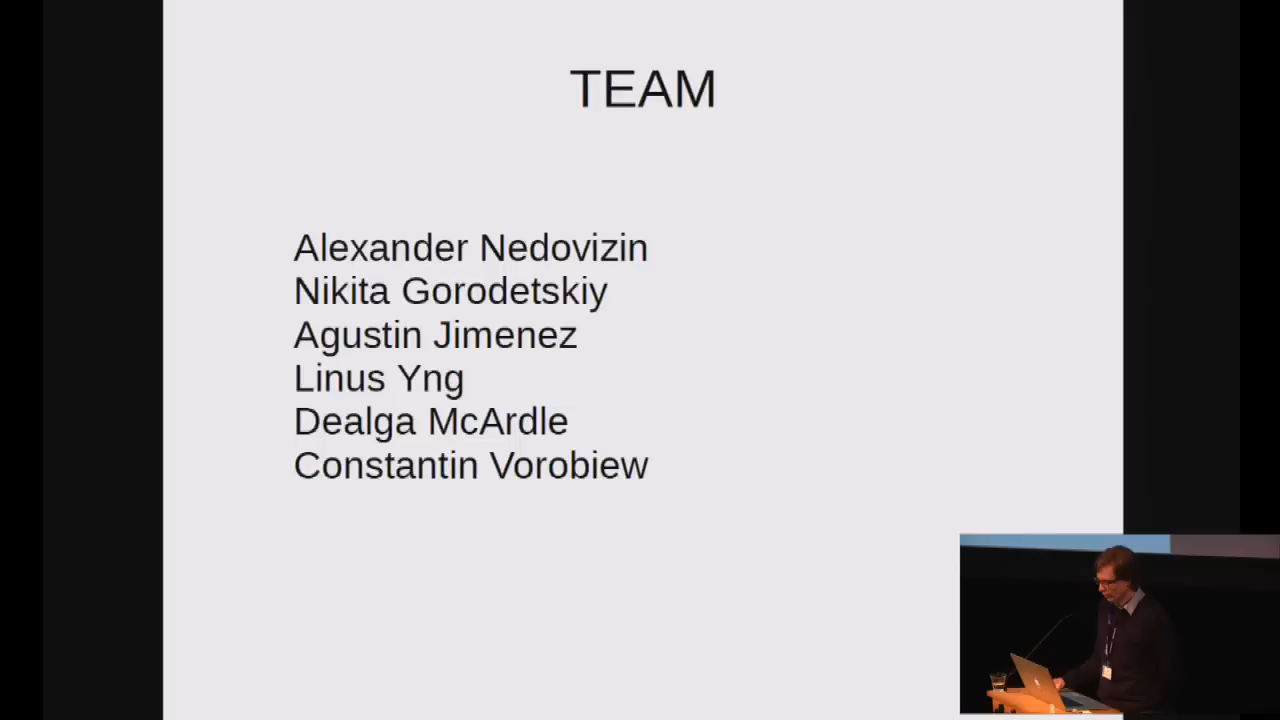 TEAM
Alexander Nedovizin
Nikita Gorodetskiy
Agustin Jimenez
Linus Yng
Dealga McArdle
Constantin Vorobiew